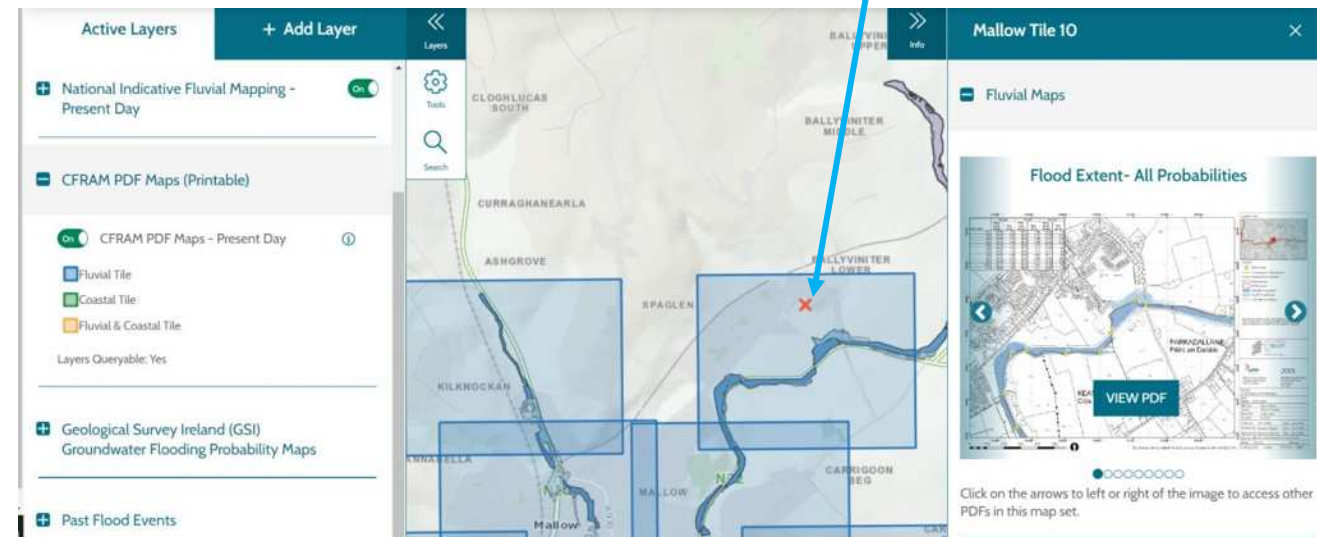 Active Layers
+ Add Layer
National Indicative Fluvial Mapping -
Present Day
On
CFRAM PDF Maps (Printable)
On
CFRAM PDF Maps - Present Day
Fluvial Tile
Coastal Tile
Fluvial & Coastal Tile
Layers Queryable: Yes
Geological Survey Ireland (GSI)
Groundwater Flooding Probability Maps
Past Flood Events
Layers
Tools
Search
Info
CLOGHLUCAS
SOUTH
BALLYVINITER
MIDDLE
CURRAGHANEARLA
ASHGROVE
BALLYVINITER
LOWER
SPAGLEN
KILKNOCKAN
CARRIGOON
BEG
MALLOW
Mallow
Mallow Tile 10
Fluvial Maps
Flood Extent- All Probabilities
VIEW PDF
Click on the arrows to left or right of the image to access other
PDFs in this map set.